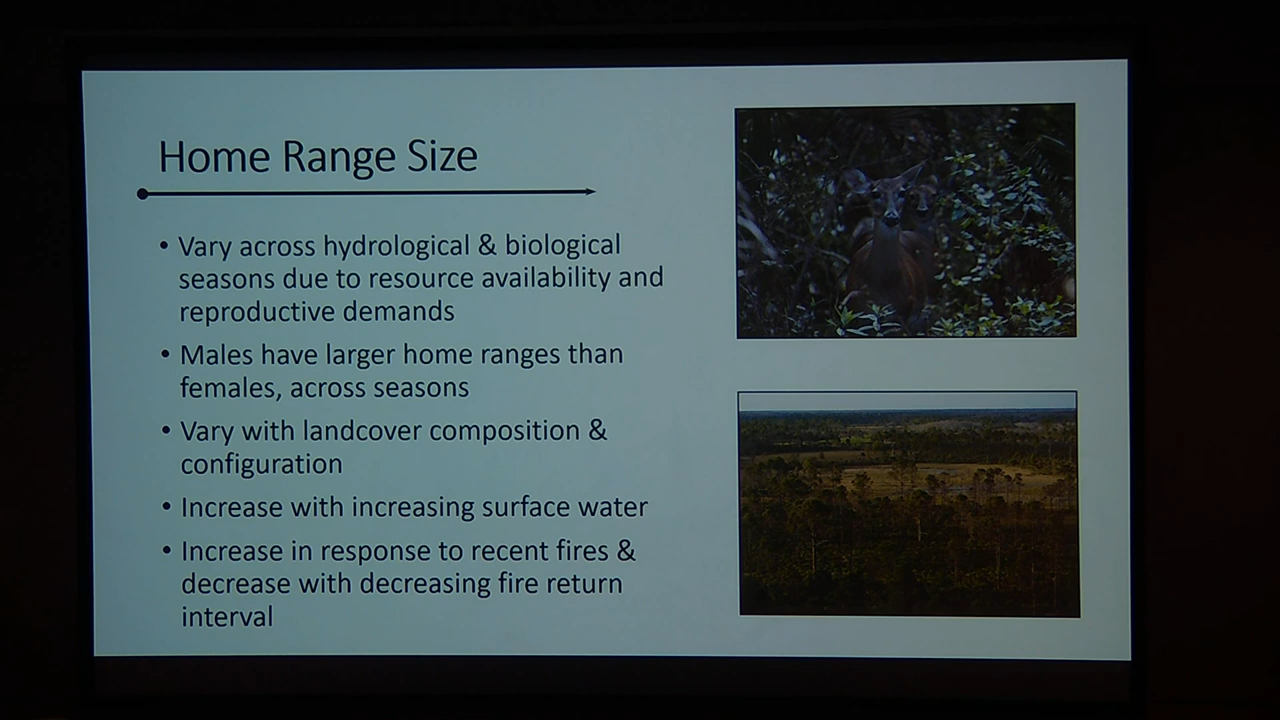 Home Range Size
• Vary across hydrological & biological
seasons due to resource availability and
reproductive demands
• Males have larger home ranges than
females, across seasons
• Vary with landcover composition &
configuration
• Increase with increasing surface water
• Increase in response to recent fires &
decrease with decreasing fire return
interval